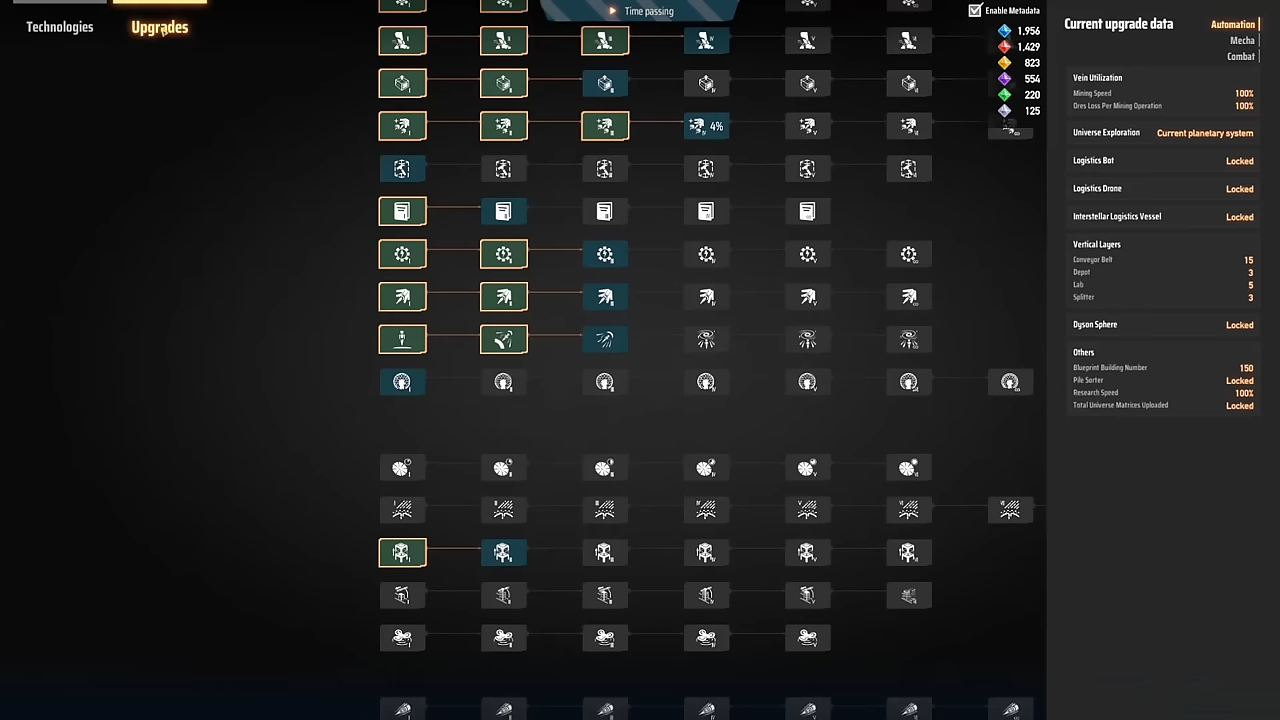 Technologies
Upgrades
Time passing
Enable Metadata
1,956
1,429
823
554
220
125
4%
Current upgrade data
Automation
Mecha
Combat
Vein Utilization
Mining Speed 100%
Ores Loss Per Mining Operation 100%
Universe Exploration Current planetary system
Logistics Bot Locked
Logistics Drone Locked
Interstellar Logistics Vessel Locked
Vertical Layers
Conveyor Belt 15
Depot 3
Lab 5
Splitter 3
Dyson Sphere Locked
Others
Blueprint Building Number 150
Pile Sorter Locked
Research Speed 100%
Total Universe Matrices Uploaded Locked